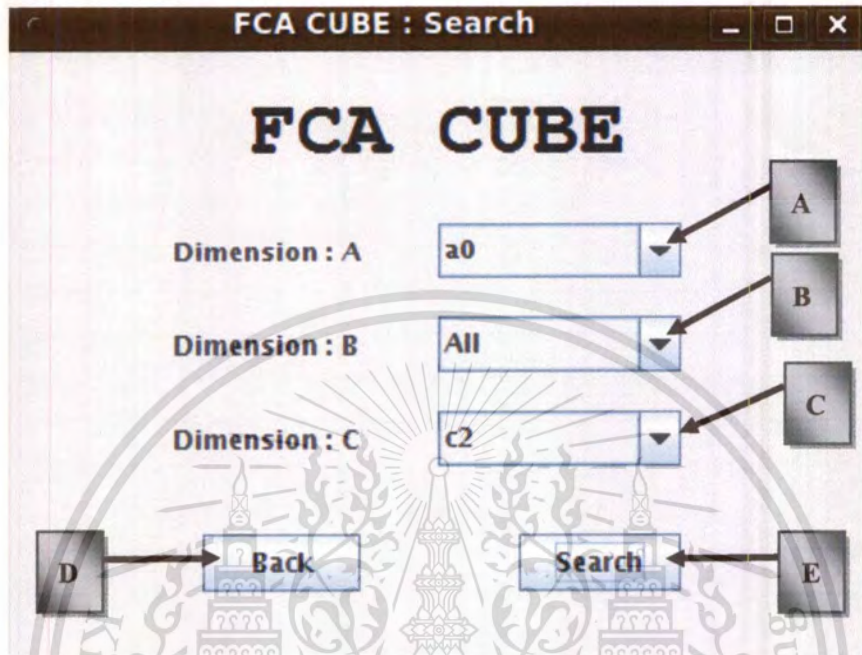 FCA CUBE : Search
FCA CUBE
A
Dimension : A a0
B
Dimension : B All
C
Dimension : C c2
D Back Search E